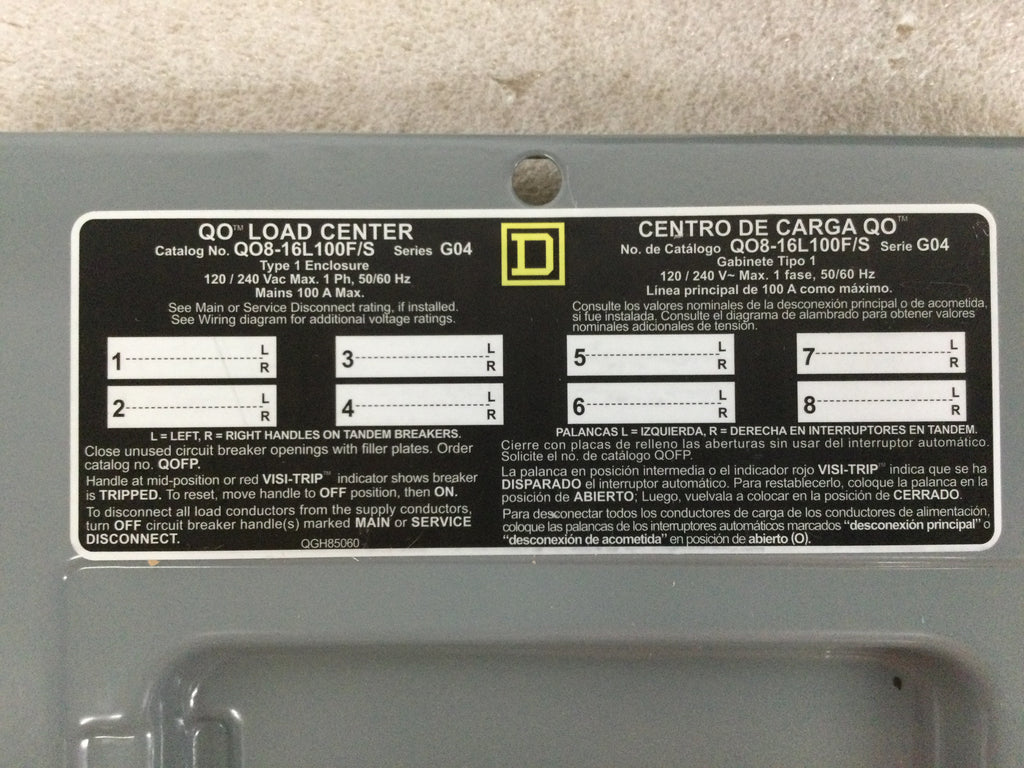 QO™ LOAD CENTER
Catalog No. QO8-16L100F/S Series G04
Type 1 Enclosure
120 / 240 Vac Max. 1 Ph, 50/60 Hz
Mains 100 A Max.
See Main or Service Disconnect rating, if installed.
See Wiring diagram for additional voltage ratings.
D
CENTRO DE CARGA QO™
No. de Catálogo QO8-16L100F/S Serie G04
Gabinete Tipo 1
120 / 240 V~ Max. 1 fase, 50/60 Hz
Línea principal de 100 A como máximo.
Consulte los valores nominales de la desconexión principal o de acometida,
si fue instalada, Consulte el diagrama de alambrado para obtener valores
nominales adicionales de tensión.
1 L R
3 L R
5 L R
7 L R
2 L R
4 L R
6 L R
8 L R
L = LEFT, R = RIGHT HANDLES ON TANDEM BREAKERS.
Close unused circuit breaker openings with filler plates. Order
catalog no. QOFP.
Handle at mid-position or red VISI-TRIP™ indicator shows breaker
is TRIPPED. To reset, move handle to OFF position, then ON.
To disconnect all load conductors from the supply conductors,
turn OFF circuit breaker handle(s) marked MAIN or SERVICE
DISCONNECT.
QGH85060
PALANCAS L = IZQUIERDA, R = DERECHA EN INTERRUPTORES EN TANDEM.
Cierre con placas de relleno las aberturas sin usar del interruptor automático.
Solicite el no. de catálogo QOFP.
La palanca en posición intermedia o el indicador rojo VISI-TRIP™ indica que se ha
DISPARADO el interruptor automático. Para restablecerlo, coloque la palanca en la
posición de ABIERTO; Luego, vuelvala a colocar en la posición de CERRADO.
Para desconectar todos los conductores de carga de los conductores de alimentación,
coloque las palancas de los interruptores automáticos marcados "desconexión principal" o
"desconexión de acometida" en posición de abierto (O).